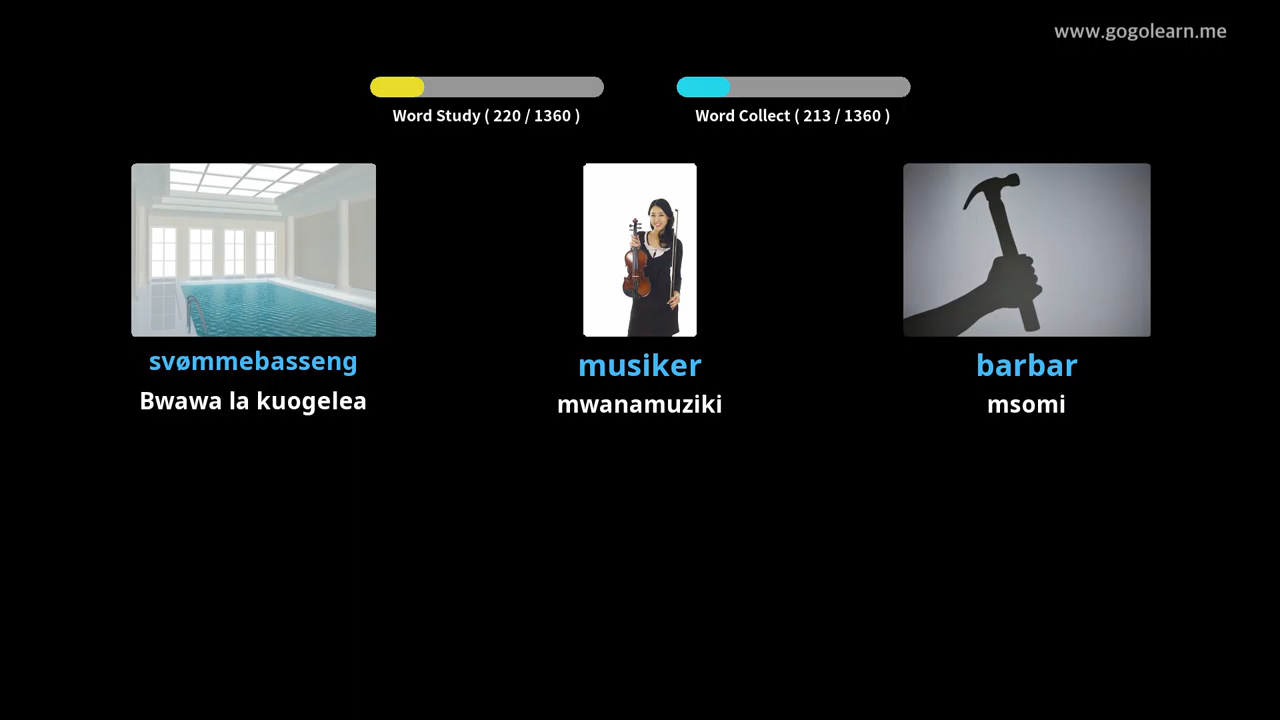 www.gogolearn.me
Word Study ( 220 / 1360 )
Word Collect ( 213 / 1360 )
svømmebasseng
Bwawa la kuogelea
musiker
mwanamuziki
barbar
msomi